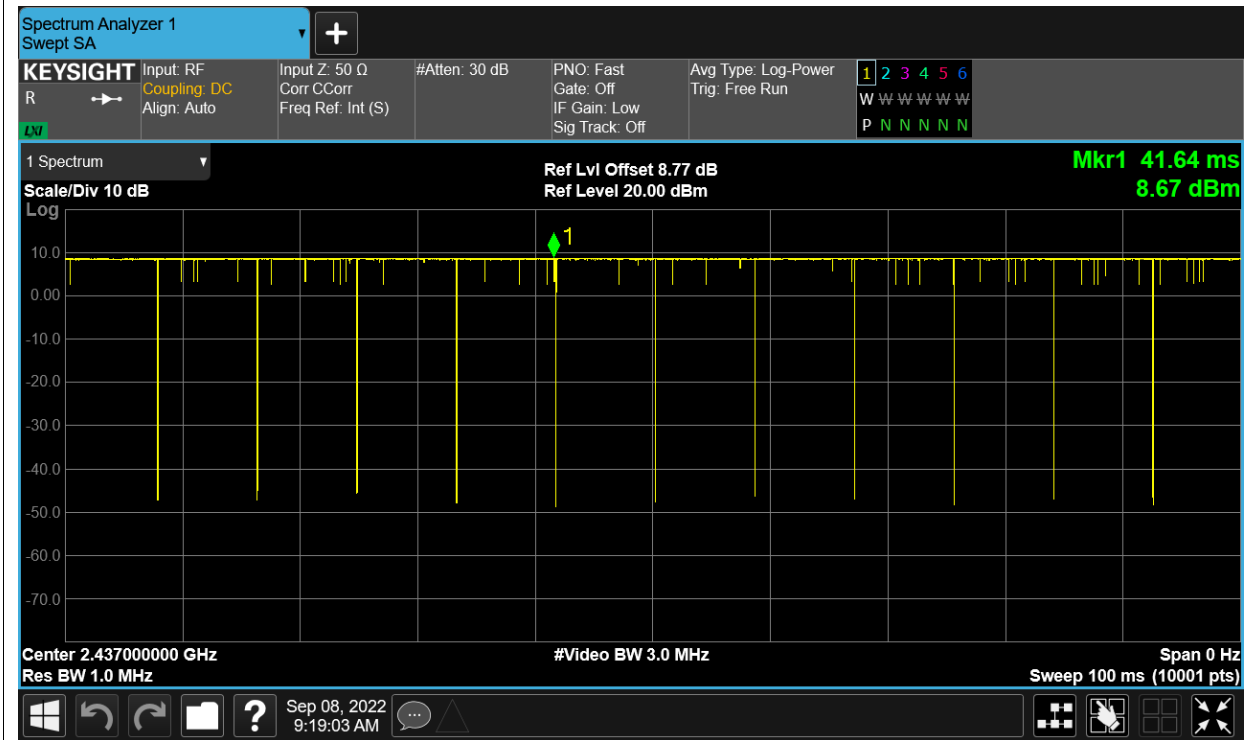 Spectrum Analyzer 1
Swept SA
KEYSIGHT
R
LXI
Input: RF
Coupling: DC
Align: Auto
Input Z: 50 Ω
Corr CCorr
Freq Ref: Int (S)
#Atten: 30 dB
PNO: Fast
Gate: Off
IF Gain: Low
Sig Track: Off
Avg Type: Log-Power
Trig: Free Run
1 2 3 4 5 6
W W W W W W
P N N N N N
1 Spectrum
Scale/Div 10 dB
Log
Ref Lvl Offset 8.77 dB
Ref Level 20.00 dBm
Mkr1 41.64 ms
8.67 dBm
1
10.0
0.00
-10.0
-20.0
-30.0
-40.0
-50.0
-60.0
-70.0
Center 2.437000000 GHz
Res BW 1.0 MHz
#Video BW 3.0 MHz
Span 0 Hz
Sweep 100 ms (10001 pts)
?
Sep 08, 2022
9:19:03 AM